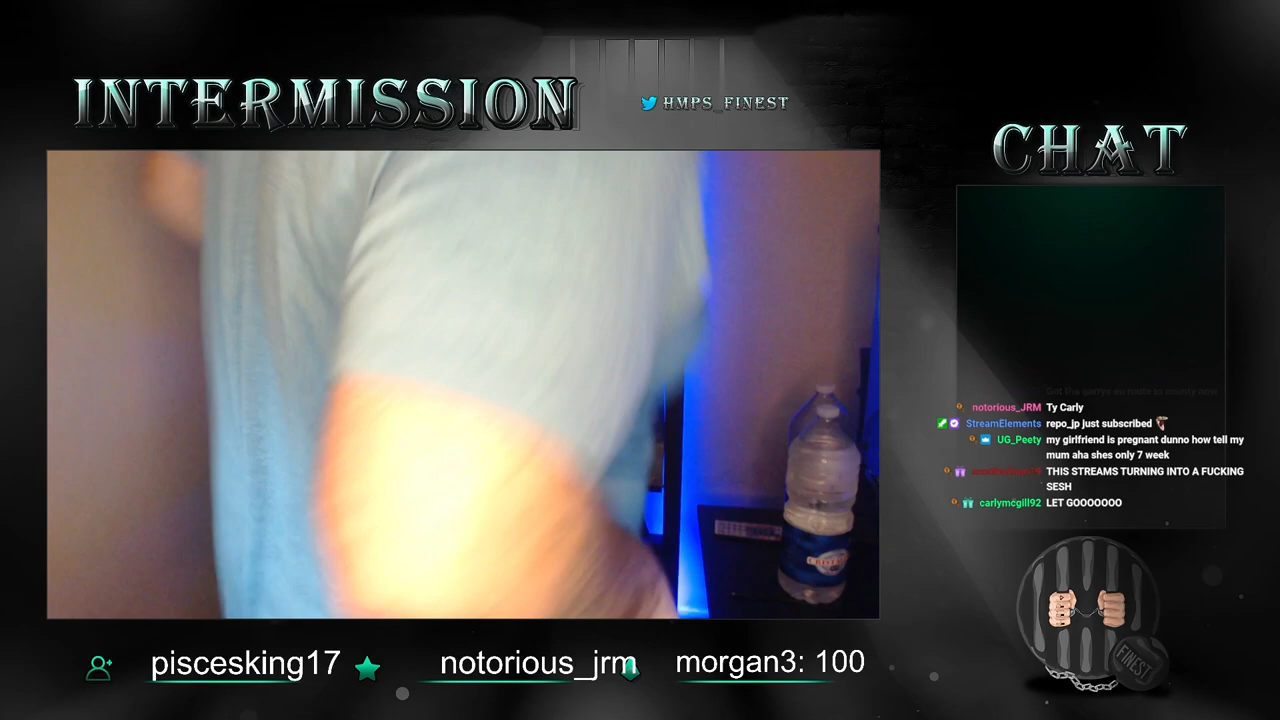 INTERMISSION
HMPS_FINEST
CHAT
notorious_JRM Ty Carly
StreamElements repo_jp just subscribed
UG_Peety my girlfriend is pregnant dunno how tell my
mum aha shes only 7 week
THIS STREAMS TURNING INTO A FUCKING
SESH
carlymcgill92 LET GOOOOOOO
FINEST
piscesking17
notorious_jrm
morgan3: 100